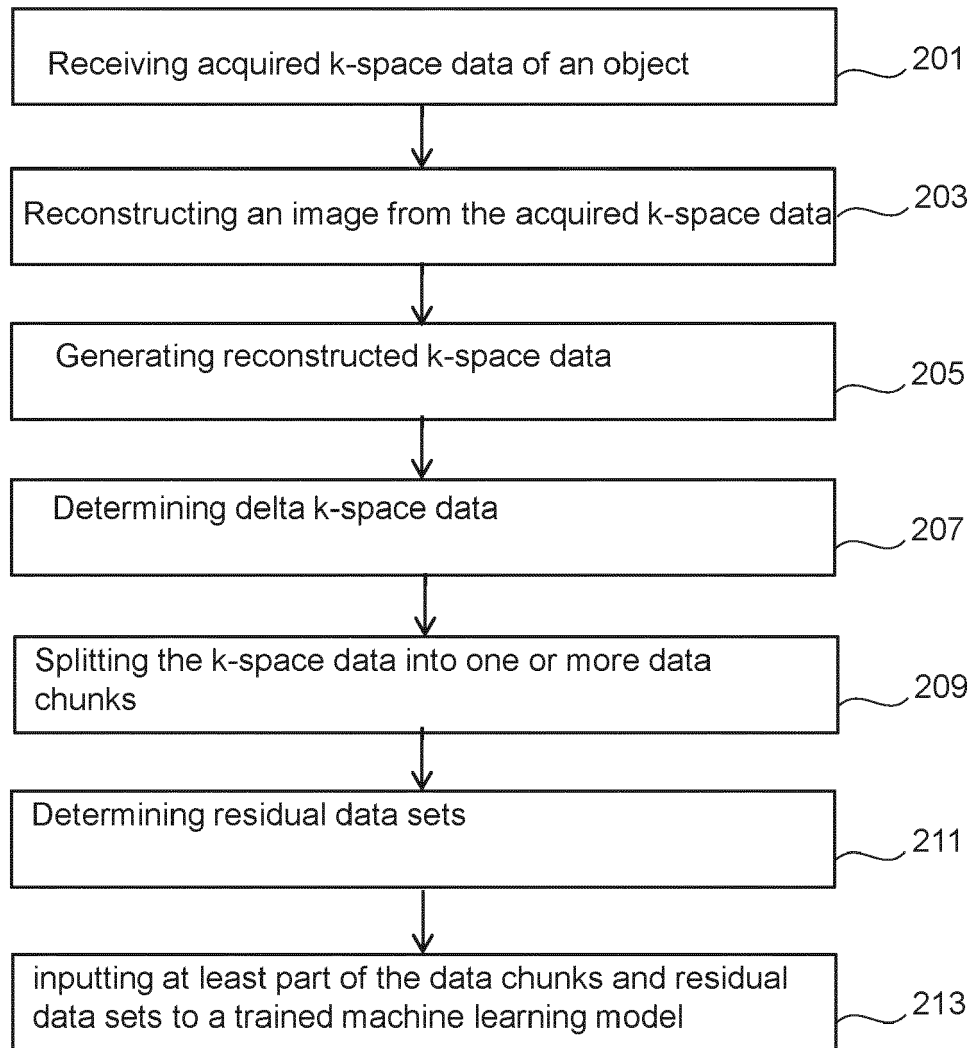 Receiving acquired k-space data of an object
201
Reconstructing an image from the acquired k-space data
203
Generating reconstructed k-space data
205
Determining delta k-space data
207
Splitting the k-space data into one or more data
chunks
209
Determining residual data sets
211
inputting at least part of the data chunks and residual
data sets to a trained machine learning model
213